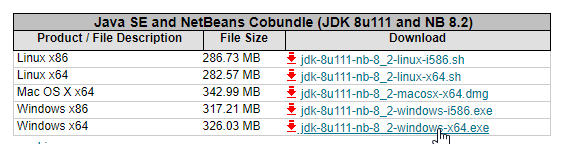 Java SE and NetBeans Cobundle (JDK 8u111 and NB 8.2)
Product / File Description File Size Download
Linux x86 286.73 MB jdk-8u111-nb-8_2-linux-i586.sh
Linux x64 282.57 MB jdk-8u111-nb-8_2-linux-x64.sh
Mac OS X x64 342.99 MB jdk-8u111-nb-8_2-macosx-x64.dmg
Windows x86 317.21 MB jdk-8u111-nb-8_2-windows-i586.exe
Windows x64 326.03 MB jdk-8u111-nb-8_2-windows-x64.exe